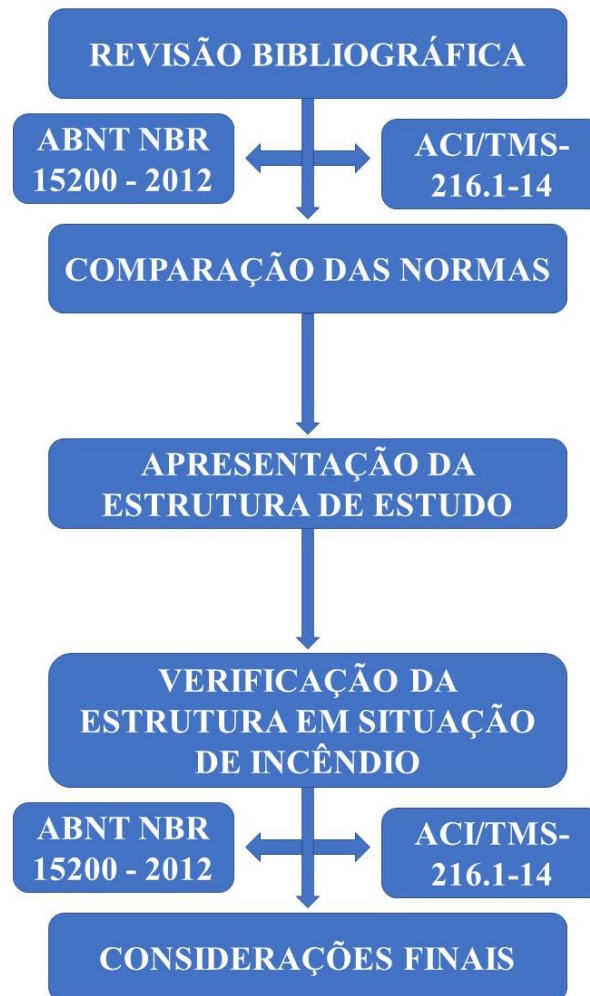 REVISÃO BIBLIOGRÁFICA
ABNT NBR
15200 - 2012
ACI/TMS-
216.1-14
COMPARAÇÃO DAS NORMAS
APRESENTAÇÃO DA
ESTRUTURA DE ESTUDO
VERIFICAÇÃO DA
ESTRUTURA EM SITUAÇÃO
DE INCÊNDIO
ABNT NBR
15200 - 2012
ACI/TMS-
216.1-14
CONSIDERAÇÕES FINAIS